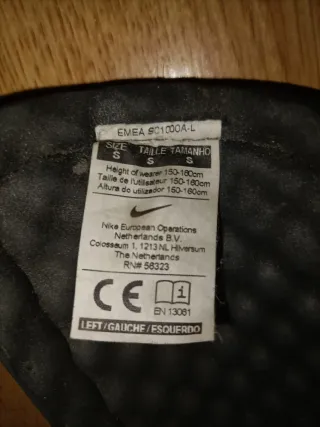 EMEA SC1000A-L
SIZE TAILLE TAMANHO
S S S
Height of wearer 150-160cm
Taille de l'utilisateur 150-160cm
Altura do utilizador 150-160cm
Nike European Operations
Netherlands B.V.
Colosseum 1, 1213 NL Hilversum
The Netherlands
RN# 56323
CE
i
EN 13061
LEFT/GAUCHE/ESQUERDO